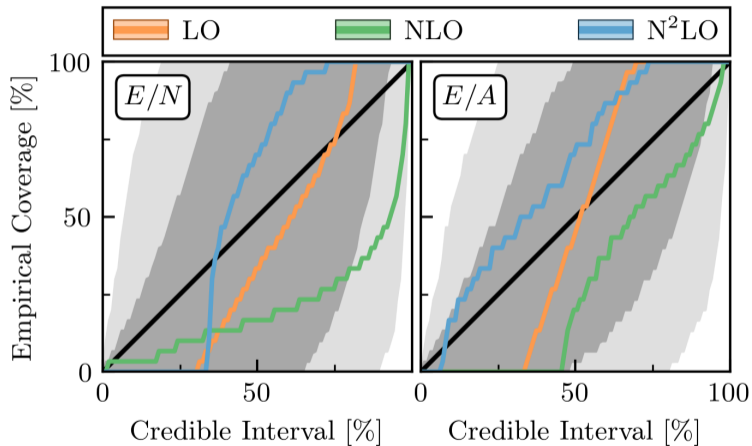 LO NLO N²LO
E/N E/A
100
50
0
Empirical Coverage [%]
0 50 0 50 100
Credible Interval [%] Credible Interval [%]